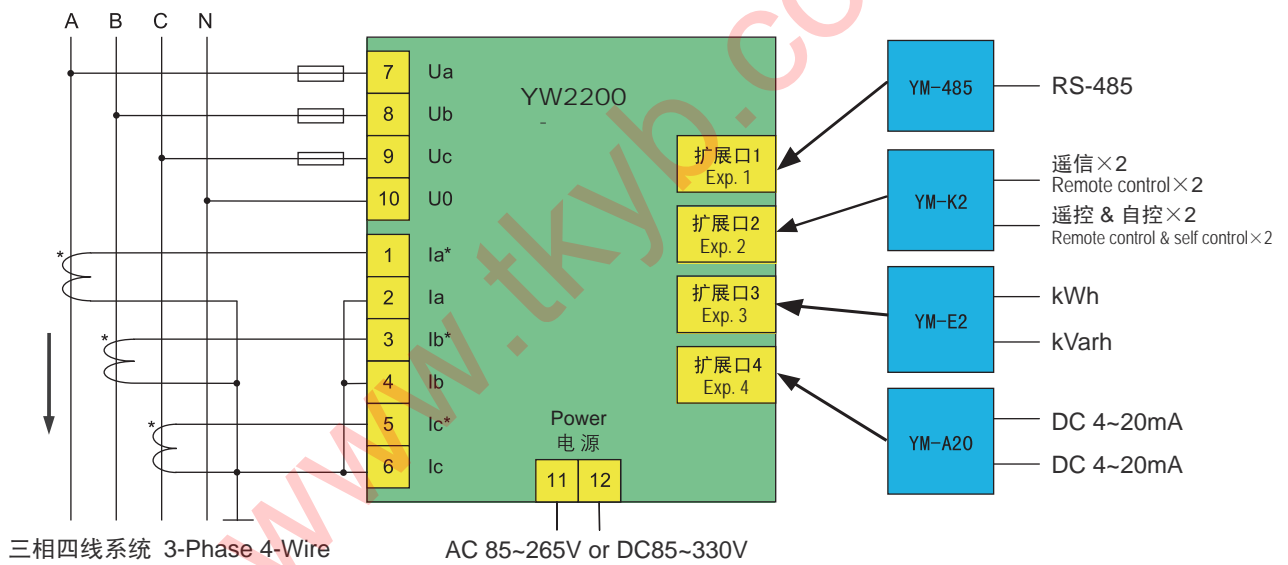 A B C N
7 Ua
8 Ub
9 Uc
10 U0
1 Ia*
2 Ia
3 Ib*
4 Ib
5 Ic*
6 Ic
*
*
*
YW2200
-
扩展口1
Exp. 1
扩展口2
Exp. 2
扩展口3
Exp. 3
扩展口4
Exp. 4
Power
电 源
11 12
YM-485
RS-485
YM-K2
遥信×2
Remote control×2
遥控 & 自控×2
Remote control & self control×2
YM-E2
kWh
kVarh
YM-A20
DC 4~20mA
DC 4~20mA
三相四线系统 3-Phase 4-Wire
AC 85~265V or DC85~330V